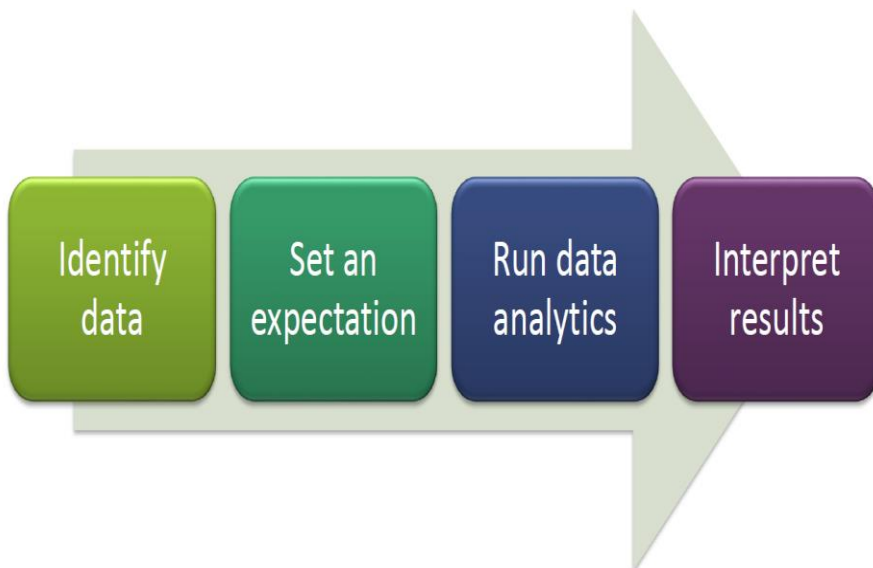 Identify
data
Set an
expectation
Run data
analytics
Interpret
results